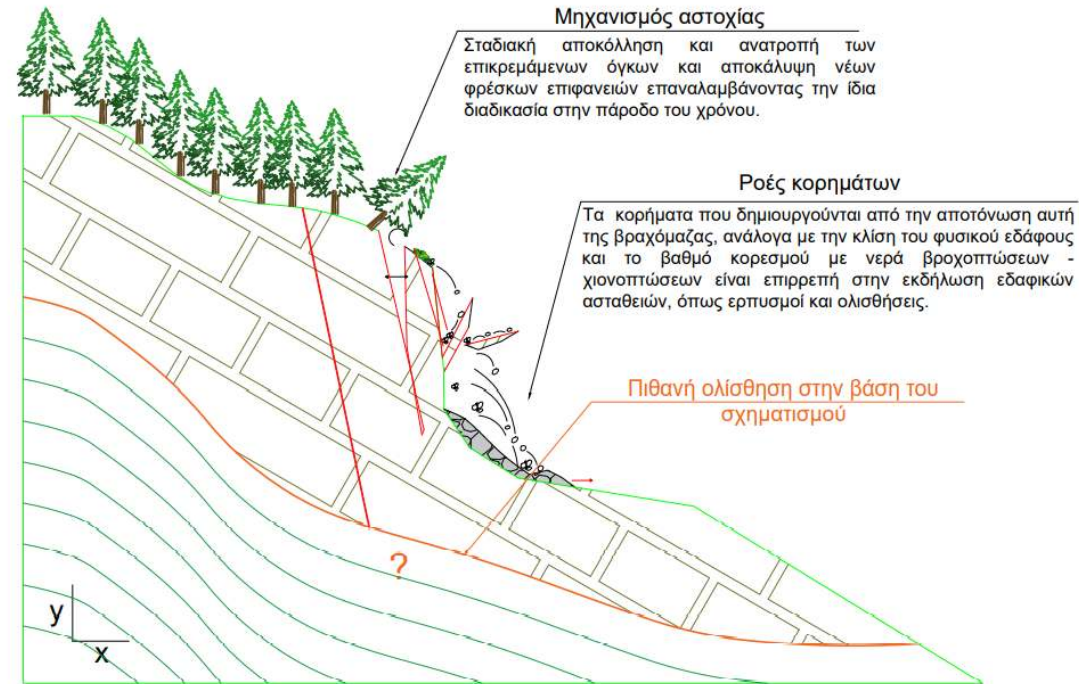 Μηχανισμός αστοχίας
Σταδιακή αποκόλληση και ανατροπή των
επικρεμάμενων όγκων και αποκάλυψη νέων
φρέσκων επιφανειών επαναλαμβάνοντας την ίδια
διαδικασία στην πάροδο του χρόνου.
Ροές κορημάτων
Τα κορήματα που δημιουργούνται από την αποτόνωση αυτή
της βραχόμαζας, ανάλογα με την κλίση του φυσικού εδάφους
και το βαθμό κορεσμού με νερά βροχοπτώσεων -
χιονοπτώσεων είναι επιρρεπή στην εκδήλωση εδαφικών
ασταθειών, όπως ερπυσμοί και ολισθήσεις.
Πιθανή ολίσθηση στην βάση του
σχηματισμού
?
y
x